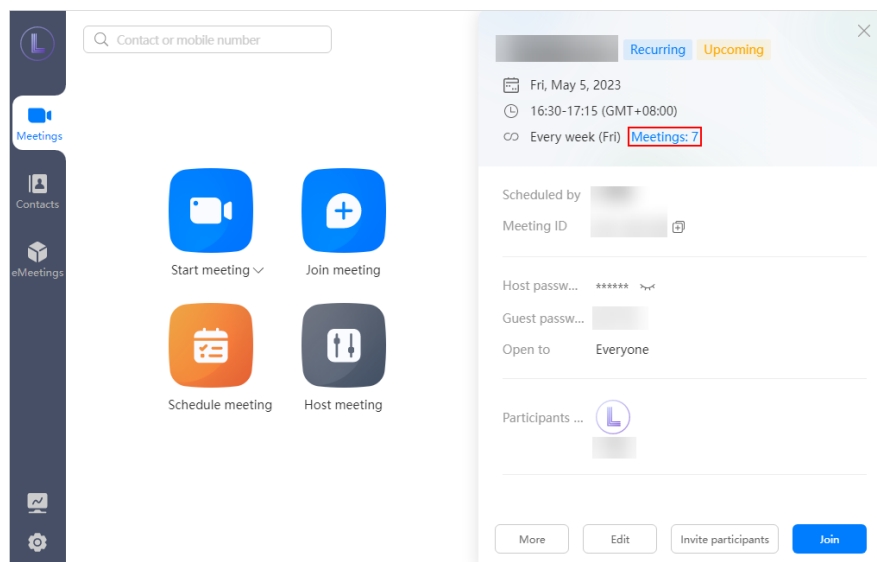 L
Contact or mobile number
Meetings
Contacts
eMeetings
Start meeting
Join meeting
Schedule meeting
Host meeting
Recurring
Upcoming
Fri, May 5, 2023
16:30-17:15 (GMT+08:00)
Every week (Fri) Meetings: 7
Scheduled by
Meeting ID
Host passw... ******
Guest passw...
Open to Everyone
Participants ... L
More
Edit
Invite participants
Join